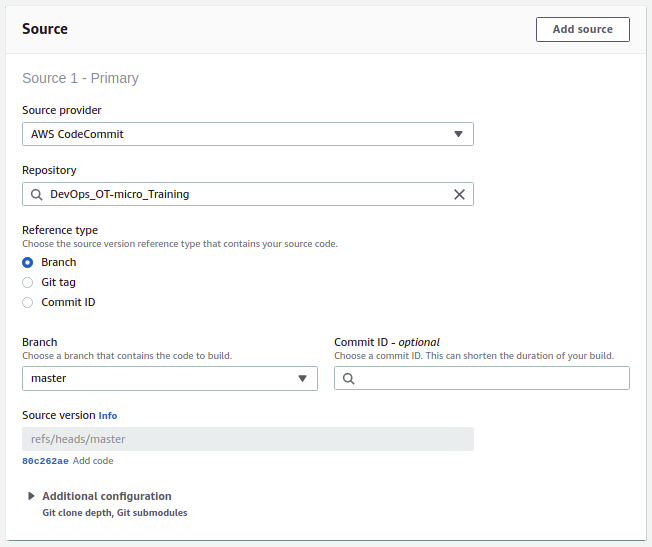 Source
Add source
Source 1 - Primary
Source provider
AWS CodeCommit
Repository
DevOps_OT-micro_Training
Reference type
Choose the source version reference type that contains your source code.
Branch
Git tag
Commit ID
Branch
Choose a branch that contains the code to build.
master
Commit ID - optional
Choose a commit ID. This can shorten the duration of your build.
Source version Info
refs/heads/master
80c262ae Add code
Additional configuration
Git clone depth, Git submodules